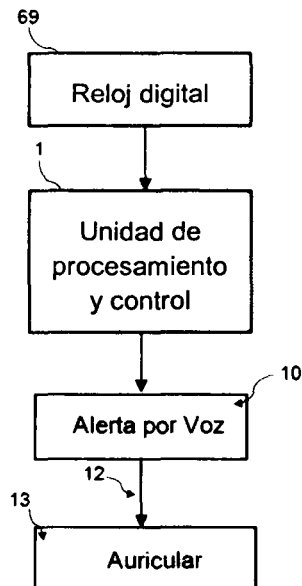 69
Reloj digital
1
Unidad de
procesamiento
y control
10
Alerta por Voz
12
13
Auricular